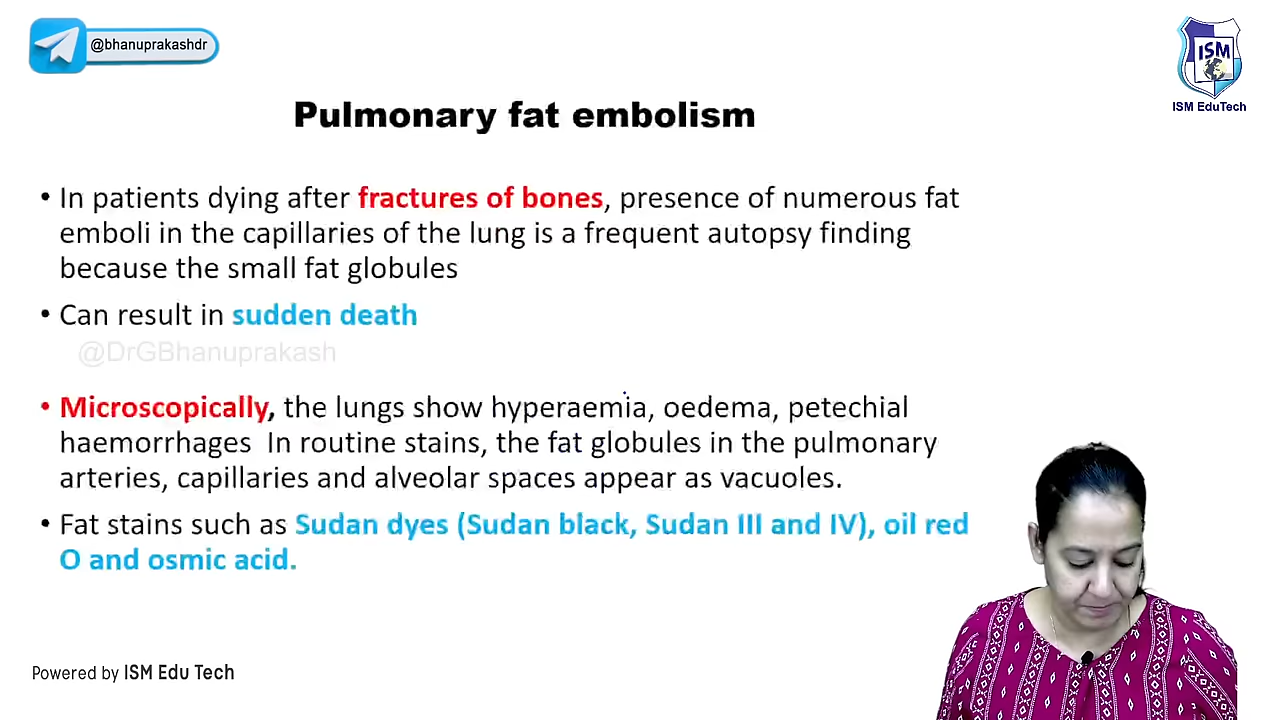 @bhanuprakashdr
ISM
ISM EduTech
Pulmonary fat embolism
• In patients dying after fractures of bones, presence of numerous fat
emboli in the capillaries of the lung is a frequent autopsy finding
because the small fat globules
• Can result in sudden death
@DrGBhanuprakash
• Microscopically, the lungs show hyperaemia, oedema, petechial
haemorrhages  In routine stains, the fat globules in the pulmonary
arteries, capillaries and alveolar spaces appear as vacuoles.
• Fat stains such as Sudan dyes (Sudan black, Sudan III and IV), oil red
O and osmic acid.
Powered by ISM Edu Tech